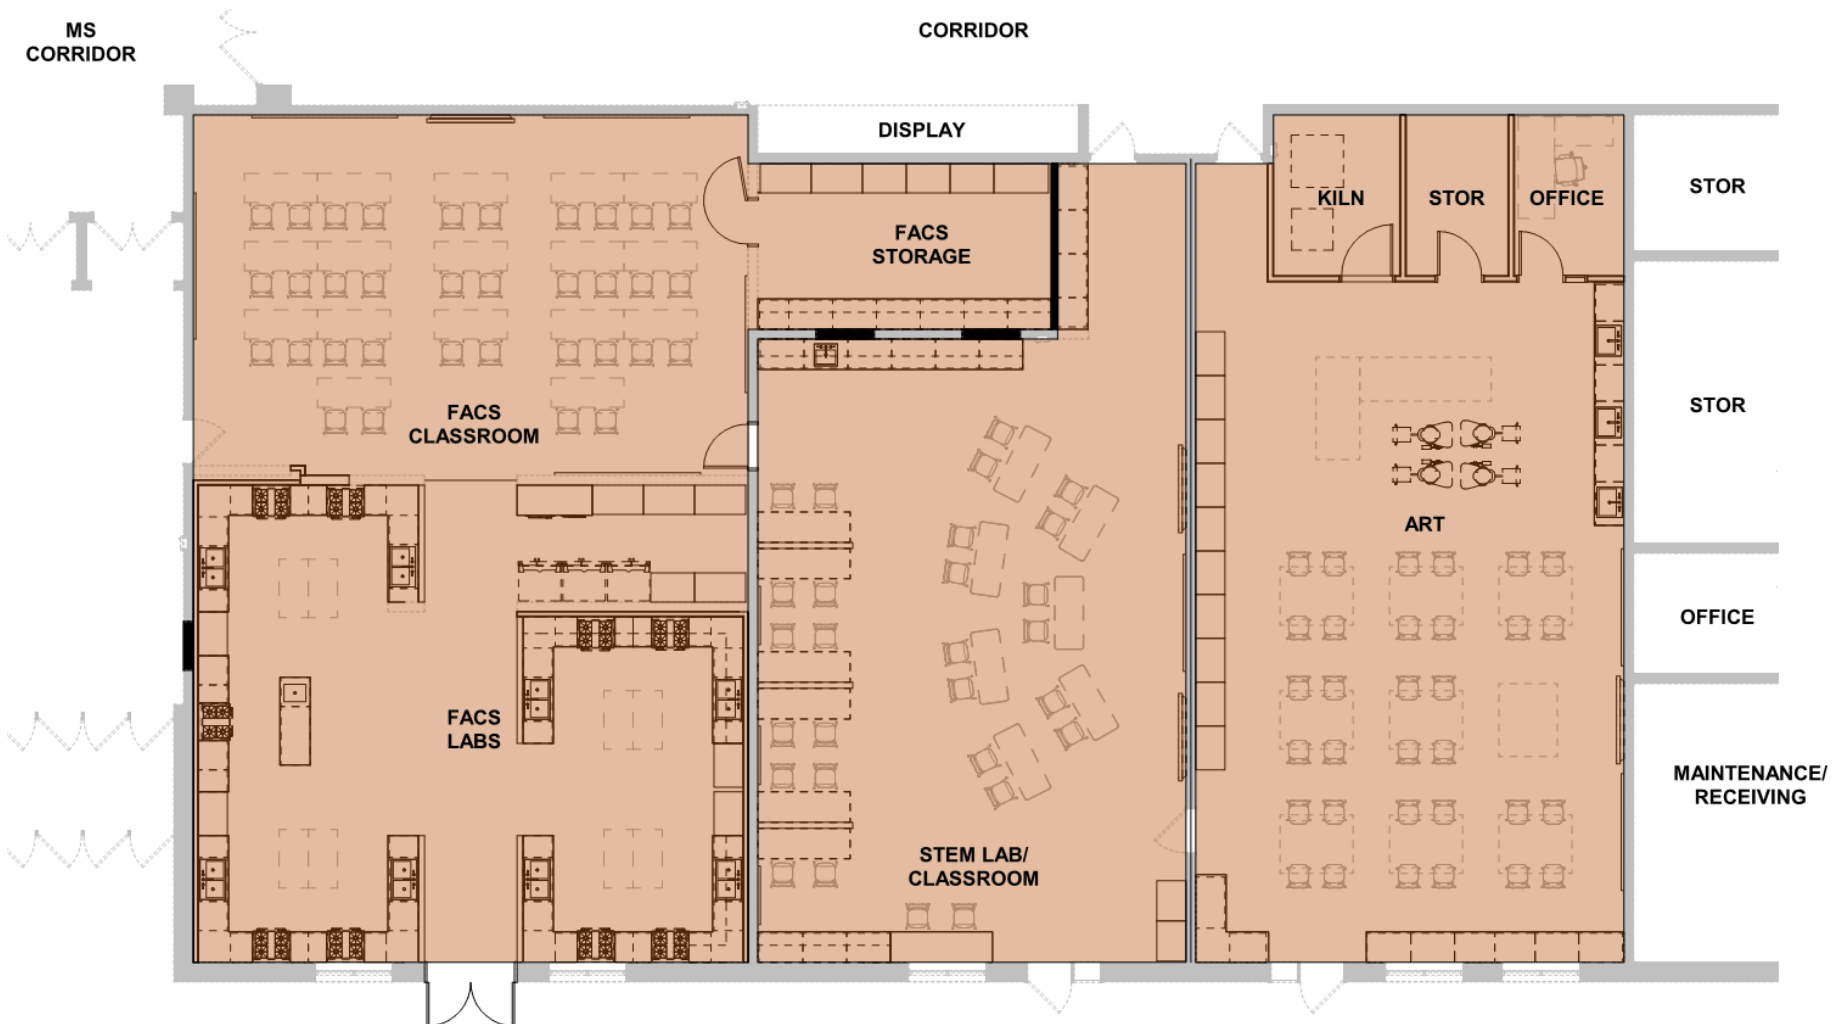 MS
CORRIDOR
CORRIDOR
DISPLAY
KILN
STOR
OFFICE
STOR
FACS
STORAGE
FACS
CLASSROOM
STOR
ART
OFFICE
FACS
LABS
MAINTENANCE/
RECEIVING
STEM LAB/
CLASSROOM